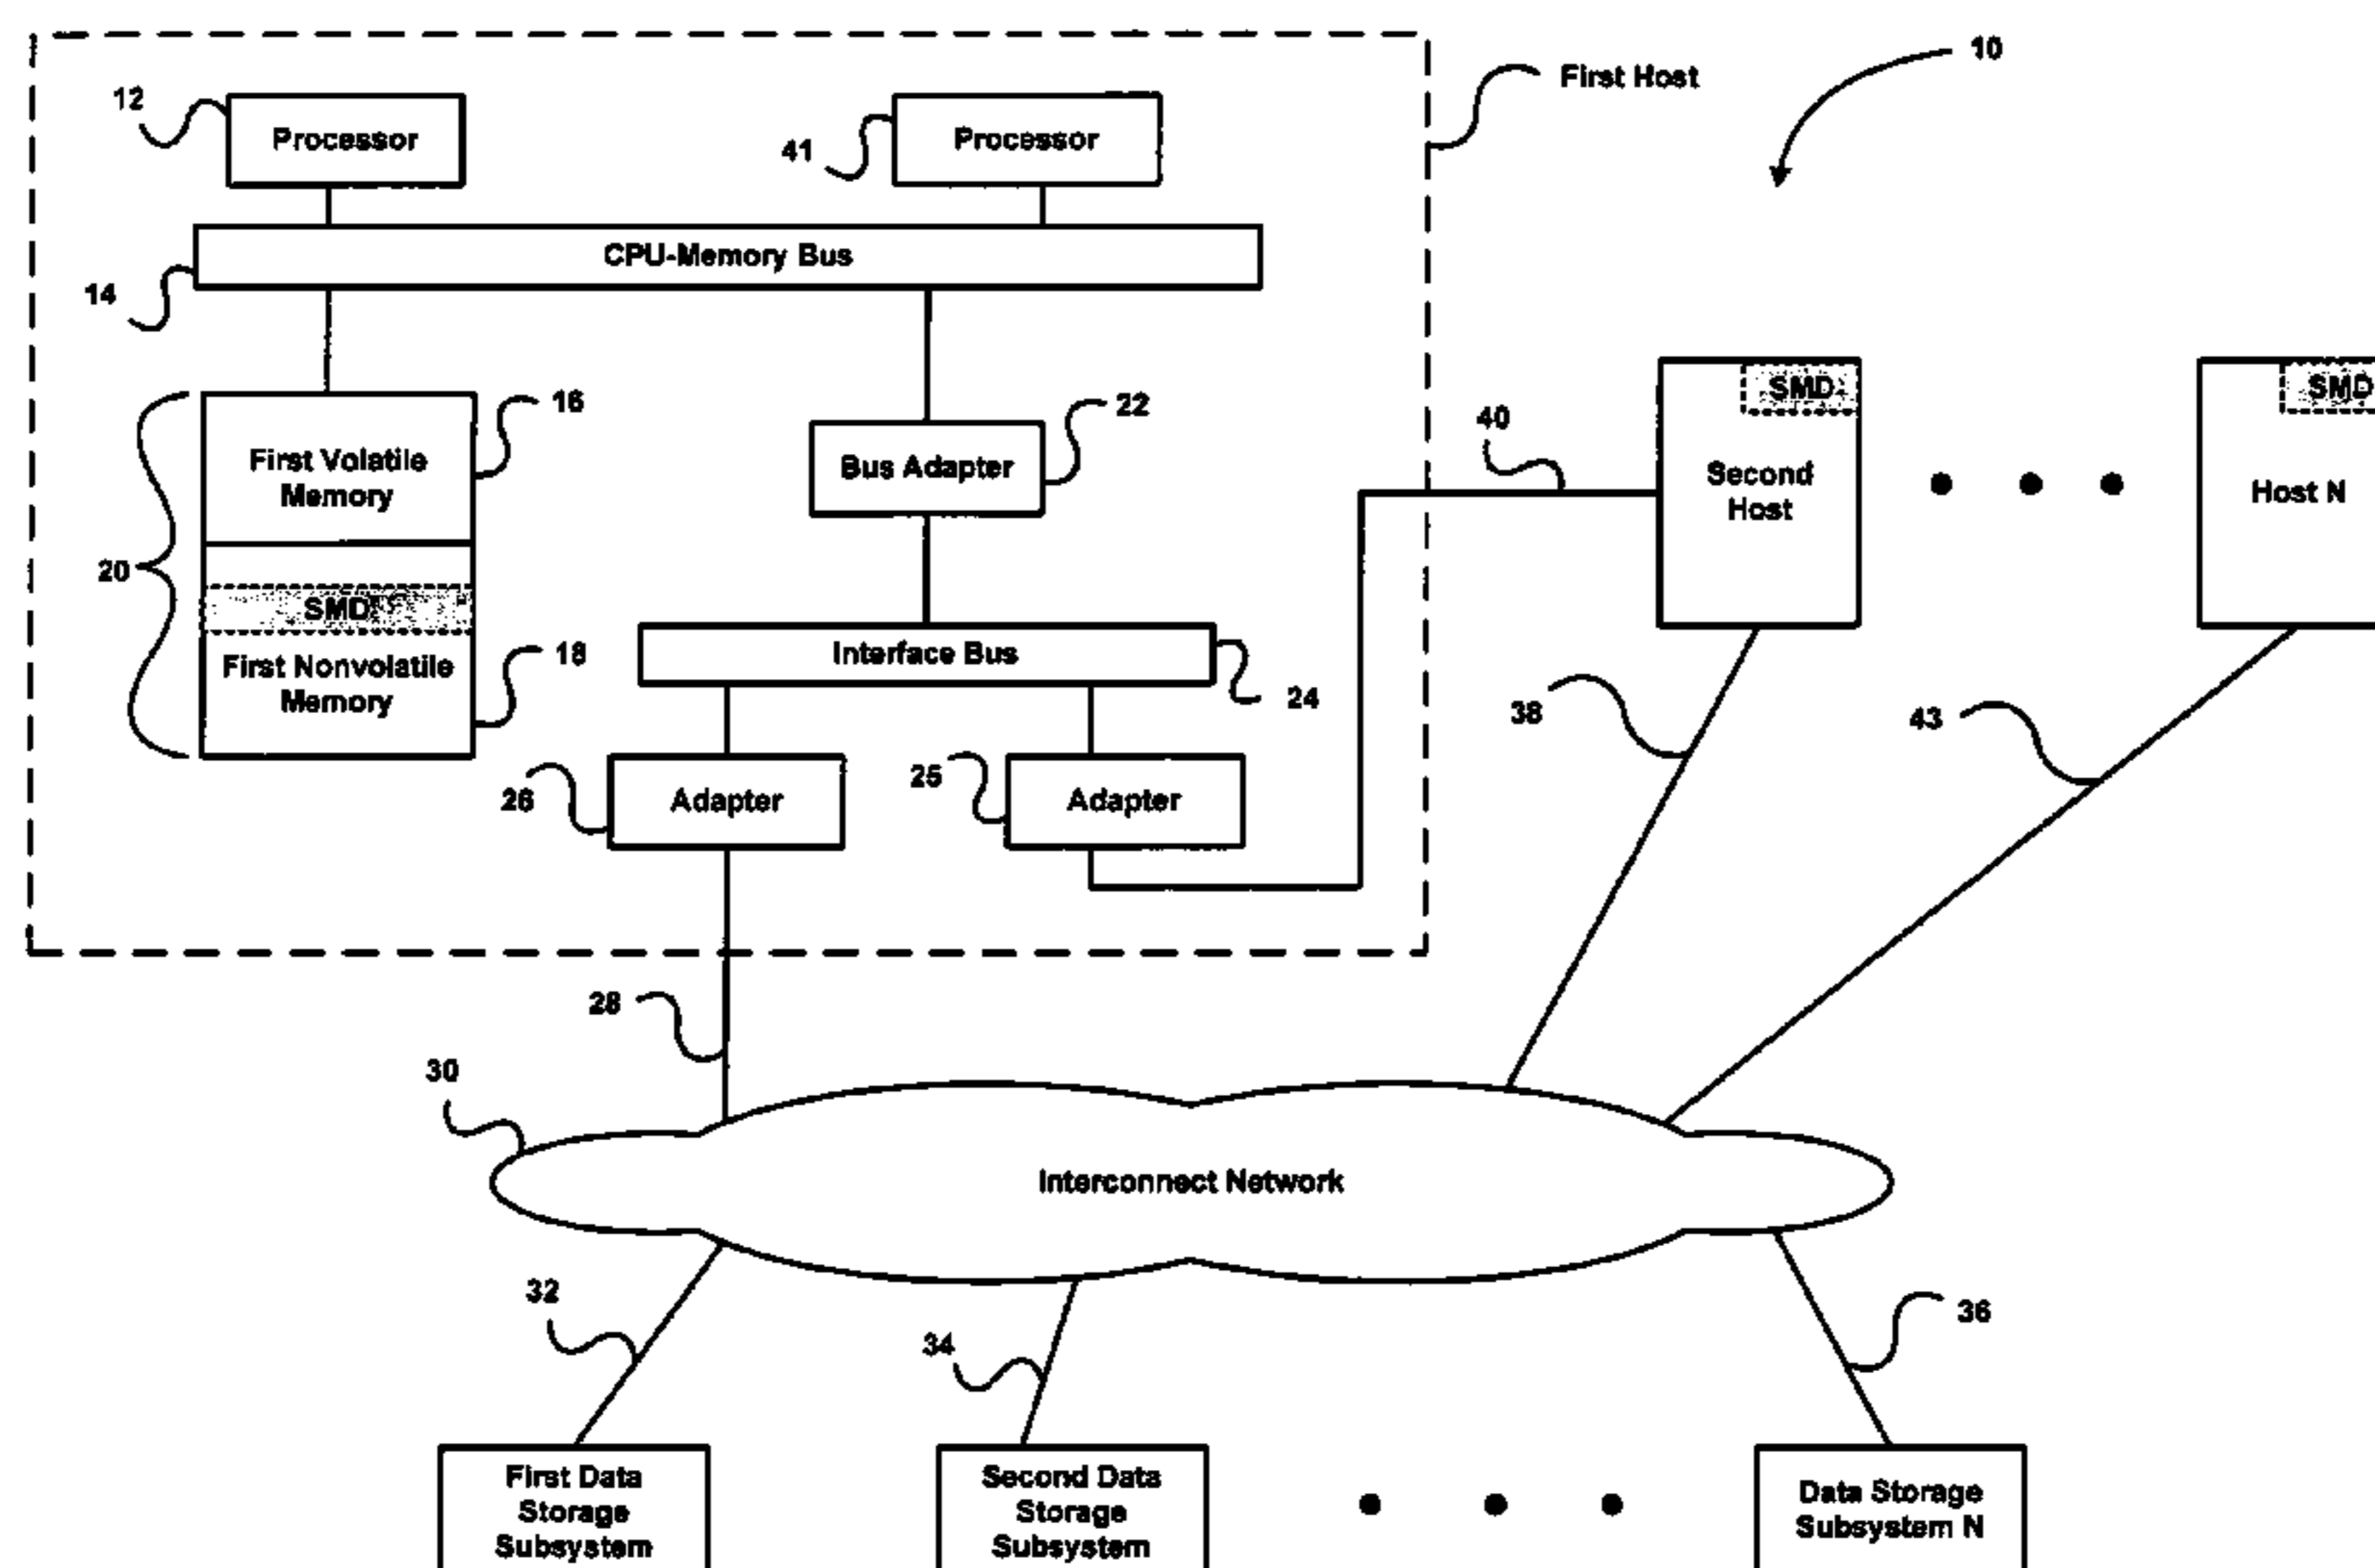 10
First Host
12
Processor
41
Processor
CPU-Memory Bus
14
16
22
40
SMD
SMD
First Volatile
Memory
Bus Adapter
Second
Host
Host N
20
SMD
First Nonvolatile
Memory
18
Interface Bus
24
38
43
26
Adapter
25
Adapter
28
30
Interconnect Network
32
34
36
First Data
Storage
Subsystem
Second Data
Storage
Subsystem
Data Storage
Subsystem N